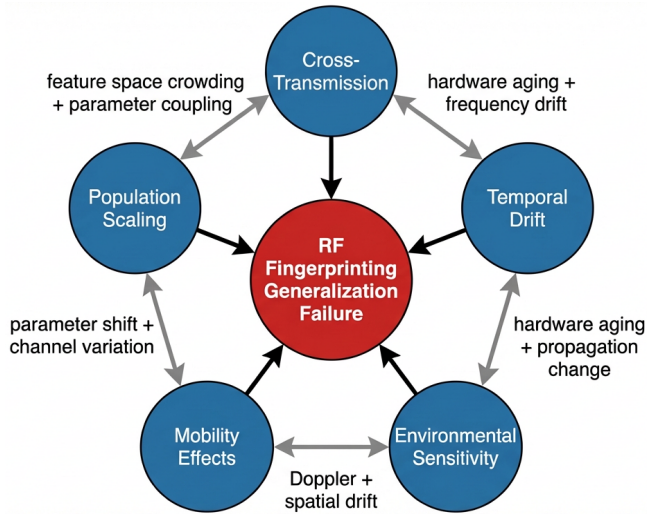 Cross-
Transmission
feature space crowding
+ parameter coupling
hardware aging +
frequency drift
Population
Scaling
Temporal
Drift
RF
Fingerprinting
Generalization
Failure
parameter shift +
channel variation
hardware aging
+ propagation
change
Mobility
Effects
Environmental
Sensitivity
Doppler +
spatial drift